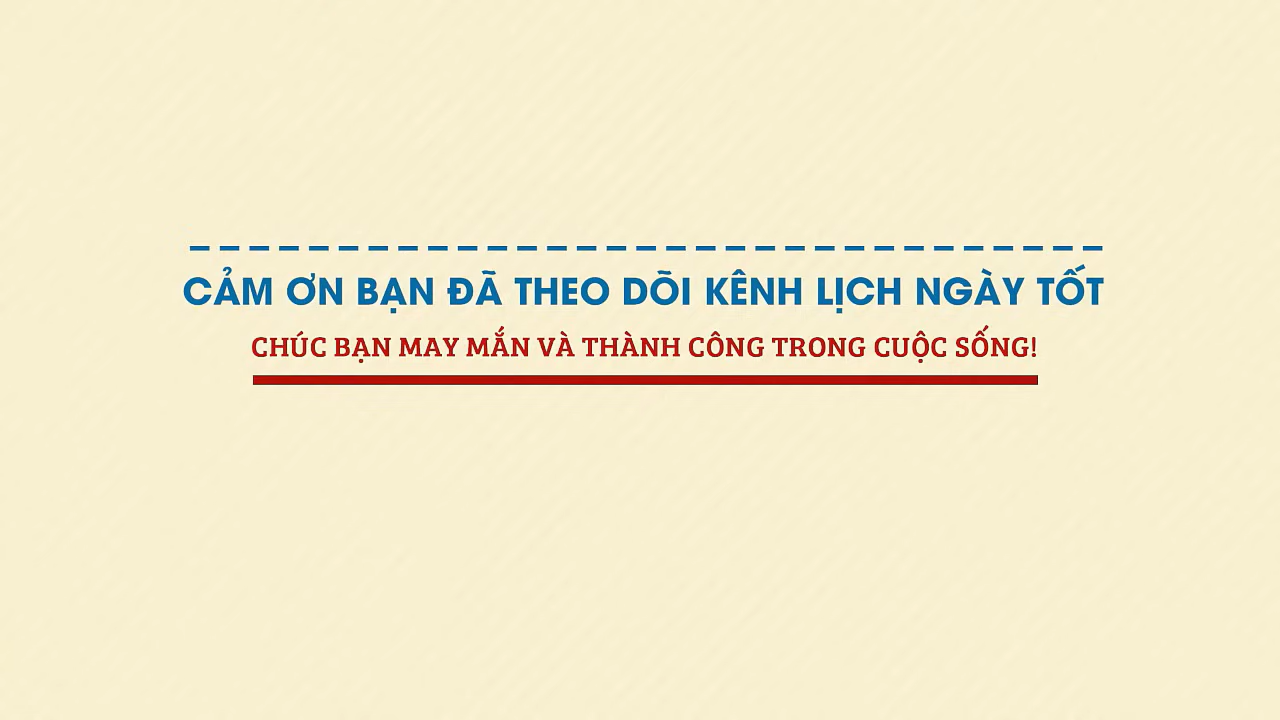 CẢM ƠN BẠN ĐÃ THEO DÕI KÊNH LỊCH NGÀY TỐT
CHÚC BẠN MAY MẮN VÀ THÀNH CÔNG TRONG CUỘC SỐNG!